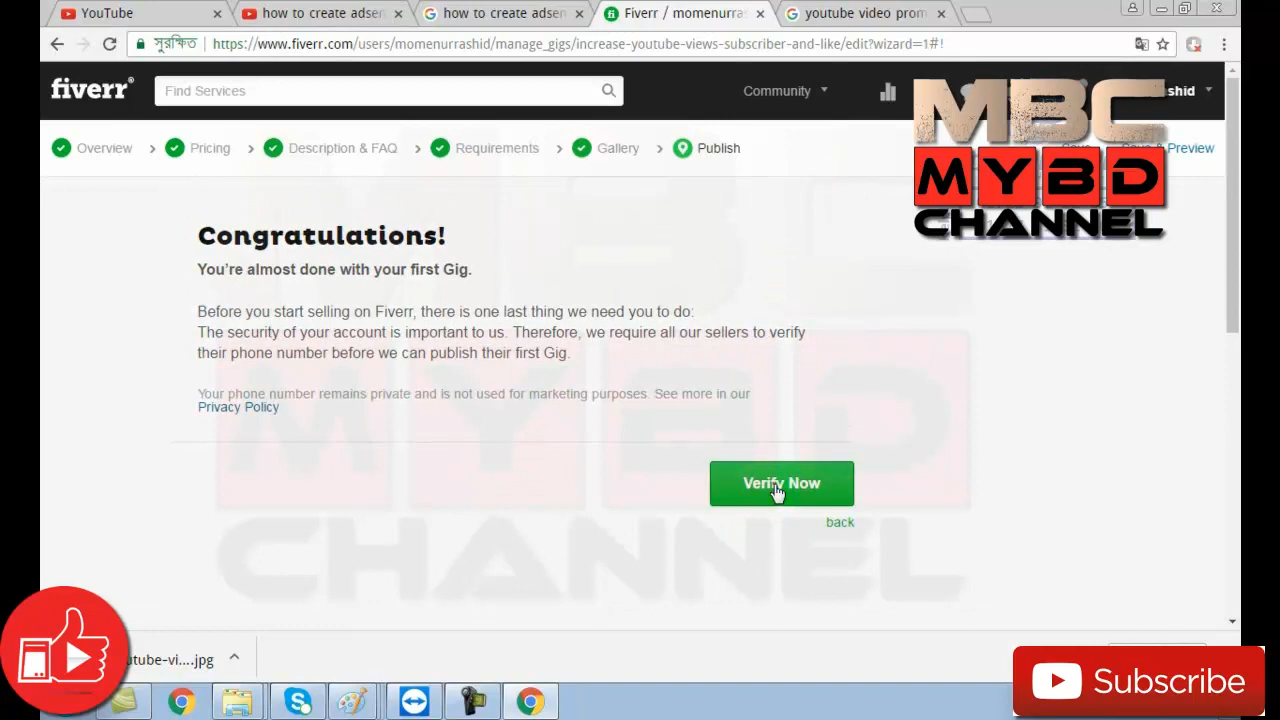 YouTube
how to create adsen
how to create adsen
Fiverr / momenurras
youtube video prom
সুরক্ষিত
https://www.fiverr.com/users/momenurrashid/manage_gigs/increase-youtube-views-subscriber-and-like/edit?wizard=1#!
fiverr®
Find Services
Community
shid
MBC
MYBD
CHANNEL
Overview
Pricing
Description & FAQ
Requirements
Gallery
Publish
Save
Save & Preview
Congratulations!
You're almost done with your first Gig.
Before you start selling on Fiverr, there is one last thing we need you to do:
The security of your account is important to us. Therefore, we require all our sellers to verify
their phone number before we can publish their first Gig.
Your phone number remains private and is not used for marketing purposes. See more in our
Privacy Policy
MYBD
CHANNEL
Verify Now
back
utube-vi....jpg
Subscribe